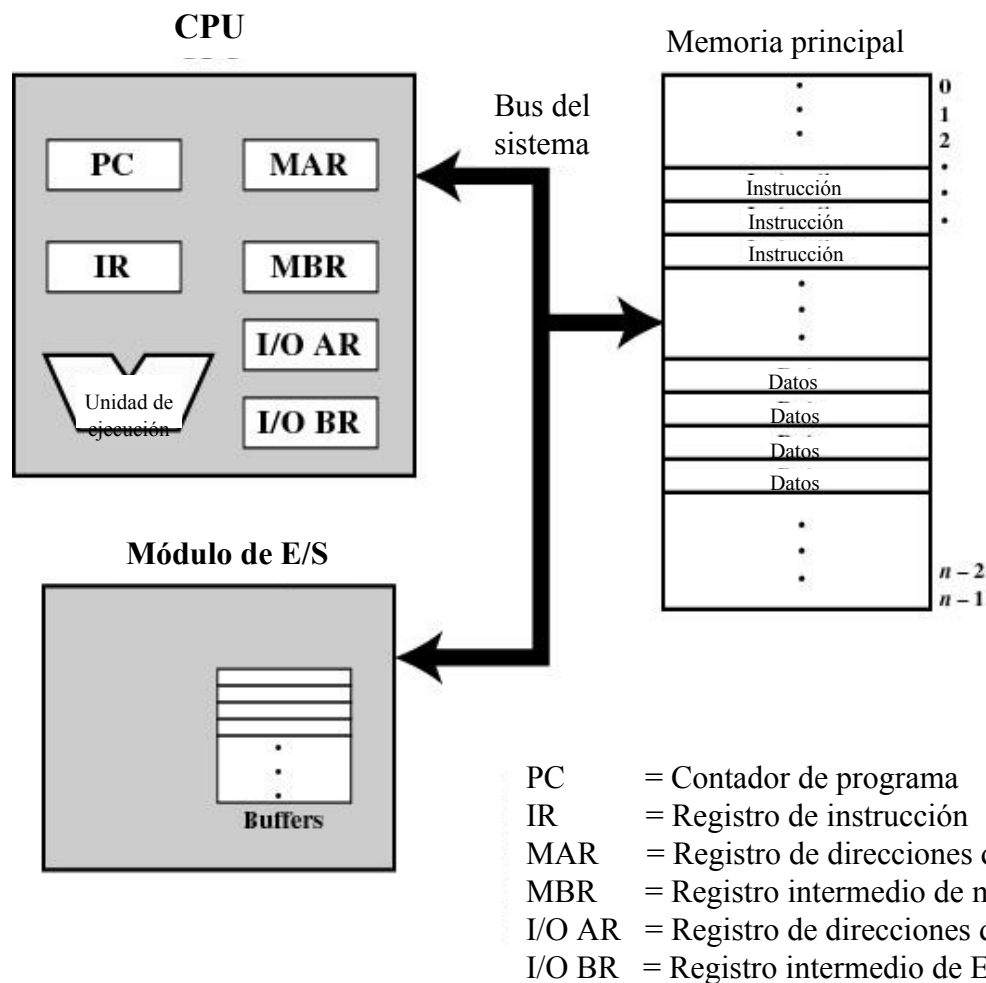 CPU
PC
MAR
IR
MBR
I/O AR
I/O BR
Unidad de
ejecución
Bus del
sistema
Memoria principal
0
1
2
Instrucción
Instrucción
Instrucción
Datos
Datos
Datos
Datos
n – 2
n – 1
Módulo de E/S
Buffers
PC = Contador de programa
IR = Registro de instrucción
MAR = Registro de direcciones
MBR = Registro intermedio de
I/O AR = Registro de direcciones
I/O BR = Registro intermedio de E